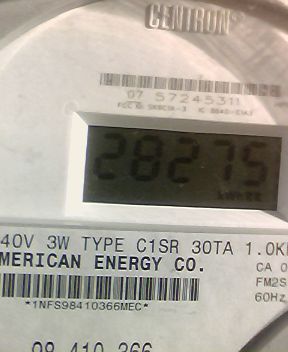 CENTRON®
07 57245311
28275
40V 3W TYPE C1SR 30TA 1.0K
MERICAN ENERGY CO.
CA 0
FM2S
*1NFS98410366MEC*
60Hz
98 410 366